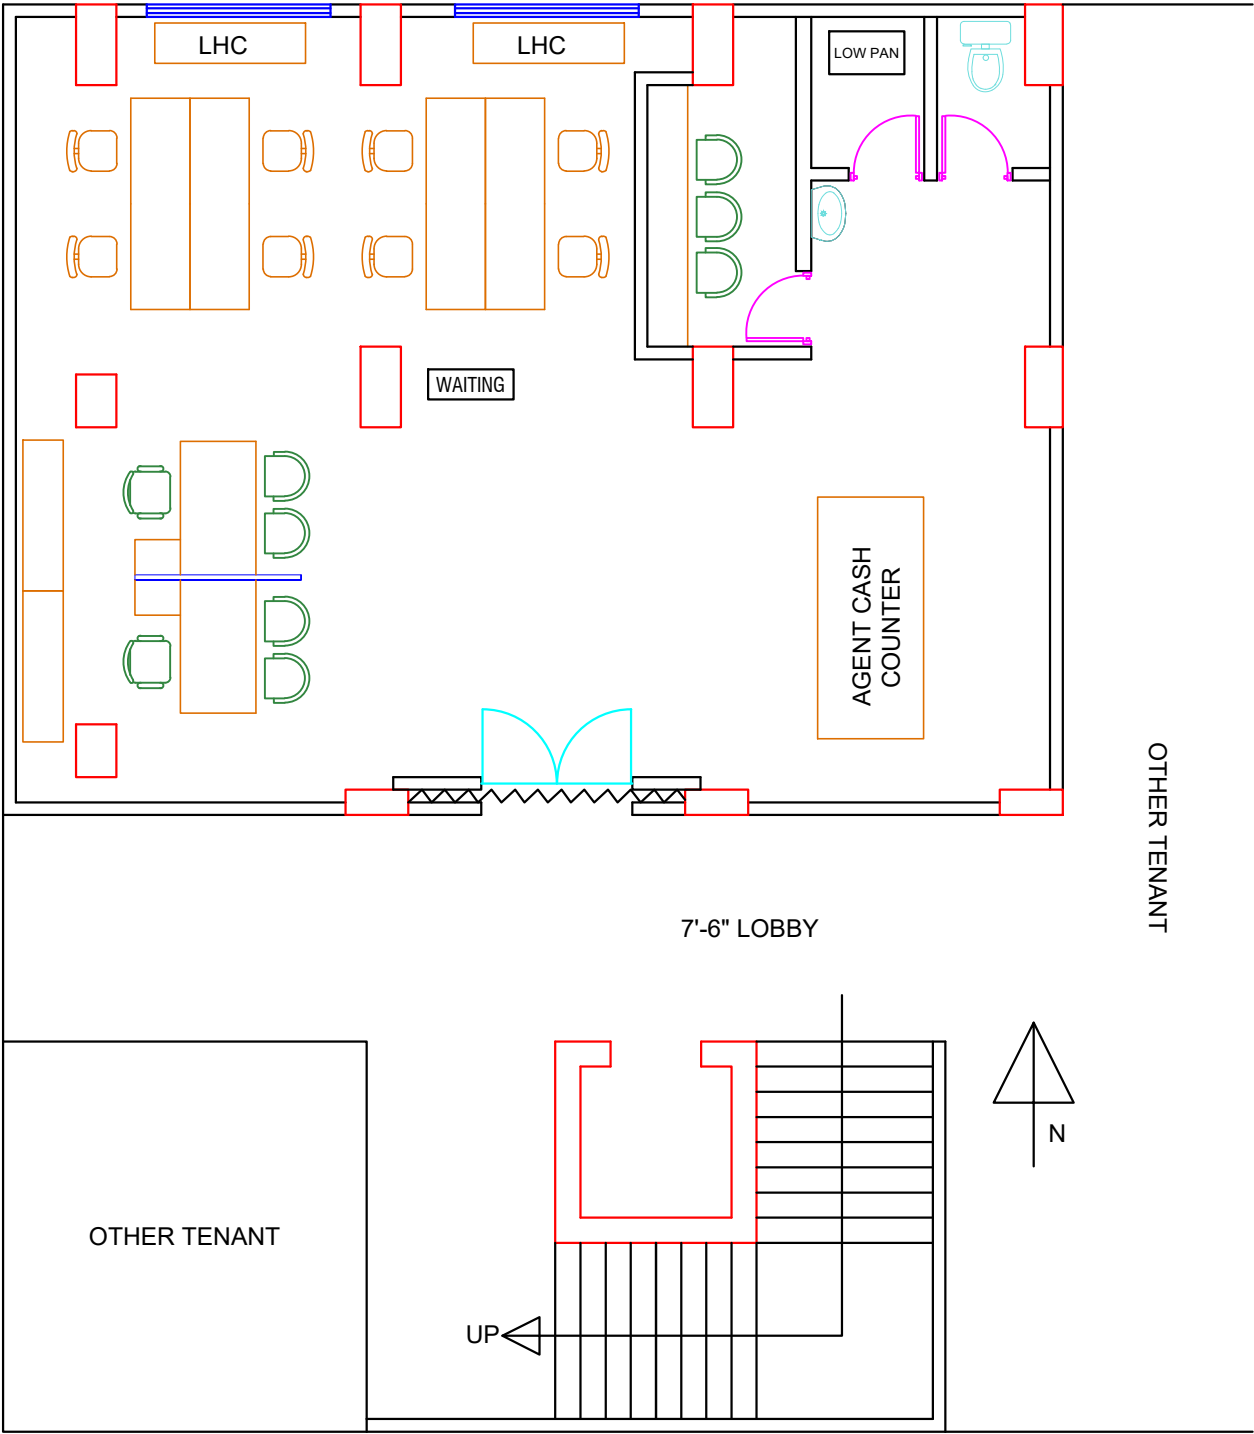 LHC
LHC
LOW PAN
WAITING
AGENT CASH
COUNTER
OTHER TENANT
7'-6" LOBBY
N
OTHER TENANT
UP